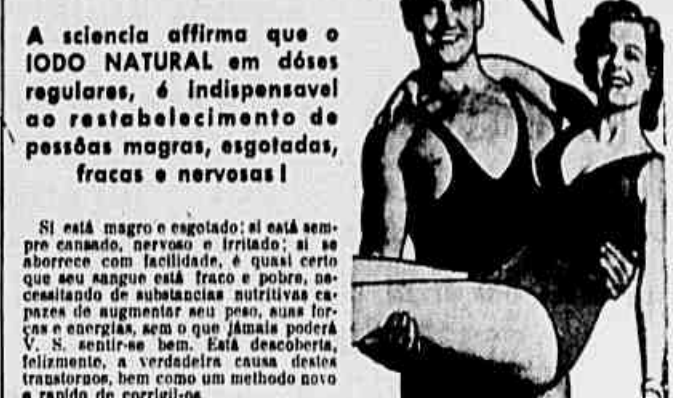 A sciencia affirma que o
IODO NATURAL em dóses
regulares, é indispensavel
ao restabelecimento de
pessôas magras, esgotadas,
fracas e nervosas!
Si está magro e esgotado; si está sem-
pre cansado, nervoso e irritado; si se
aborrece com facilidade, é quasi certo
que seu sangue está fraco e pobre, ne-
cessitando de substancias nutritivas ca-
pazes de augmentar seu peso, suas for-
ças e energias, sem o que jámais poderá
V. S. sentir-se bem. Está descoberta,
felizmente, a verdadeira causa destes
transtornos, bem como um methodo novo
e rapido de corrigil-os